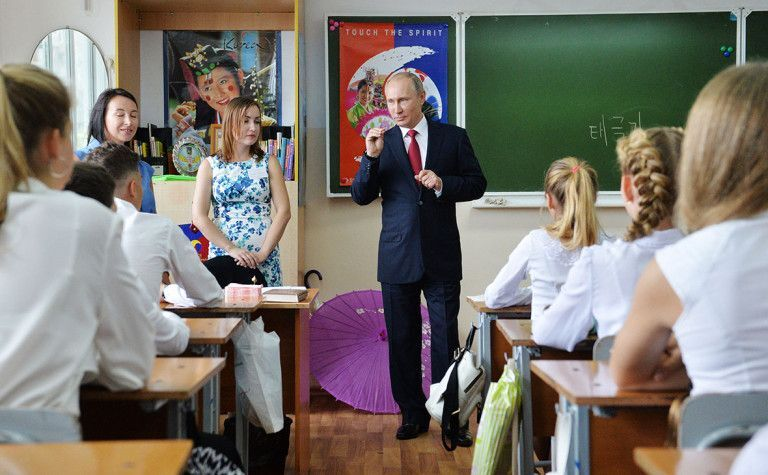 TOUCH THE SPIRIT
태극기